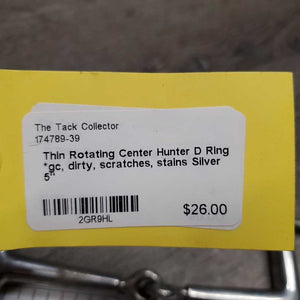 The Tack Collector
174789-39
Thin Rotating Center Hunter D Ring
*gc, dirty, scratches, stains Silver
5"
2GR9HL
$26.00